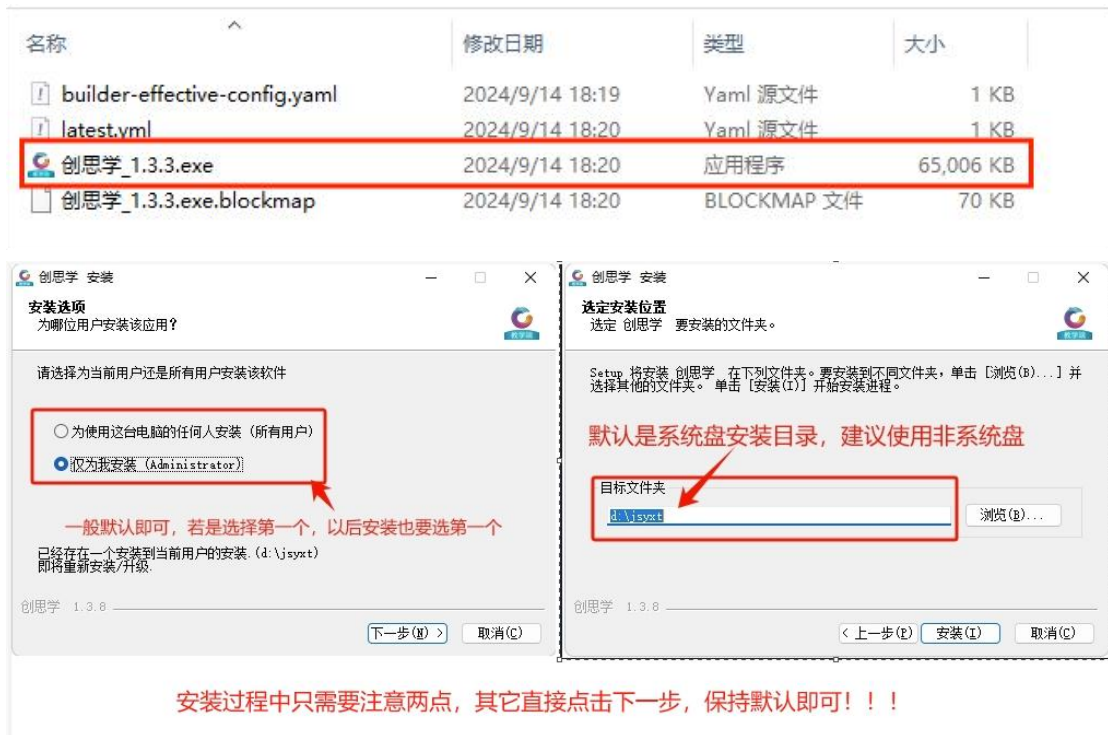 名称 修改日期 类型 大小
builder-effective-config.yaml 2024/9/14 18:19 Yaml 源文件 1 KB
latest.yml 2024/9/14 18:20 Yaml 源文件 1 KB
创思学_1.3.3.exe 2024/9/14 18:20 应用程序 65,006 KB
创思学_1.3.3.exe.blockmap 2024/9/14 18:20 BLOCKMAP 文件 70 KB
创思学 安装
安装选项
为哪位用户安装该应用?
教学端
请选择为当前用户还是所有用户安装该软件
为使用这台电脑的任何人安装 (所有用户)
仅为我安装 (Administrator)
一般默认即可，若是选择第一个，以后安装也要选第一个
已经存在一个安装到当前用户的安装.(d:\jsyxt)
即将重新安装/升级.
创思学 1.3.8
下一步(N) > 取消(C)
创思学 安装
选定安装位置
选定 创思学 要安装的文件夹。
教学端
Setup 将安装 创思学 在下列文件夹。要安装到不同文件夹，单击 [浏览(B)...] 并
选择其他的文件夹。 单击 [安装(I)] 开始安装进程。
默认是系统盘安装目录，建议使用非系统盘
目标文件夹
d:\jsyxt 浏览(B)...
创思学 1.3.8
< 上一步(P) 安装(I) 取消(C)
安装过程中只需要注意两点，其它直接点击下一步，保持默认即可！！！